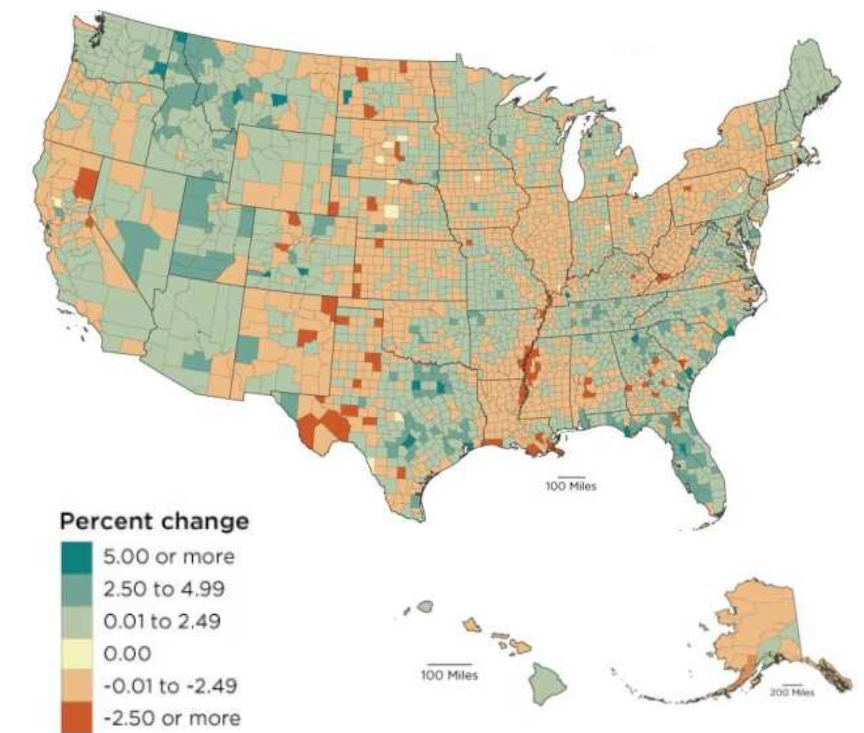 100 Miles
Percent change
5.00 or more
2.50 to 4.99
0.01 to 2.49
0.00
-0.01 to -2.49
-2.50 or more
100 Miles
200 Miles